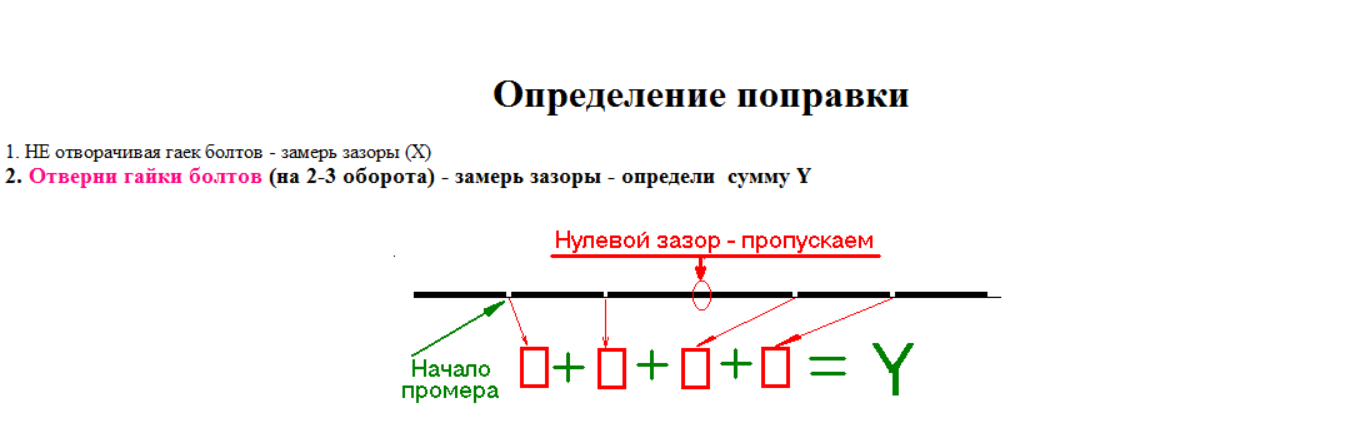 Определение поправки
1. НЕ отворачивая гаек болтов - замерь зазоры (X)
2. Отверни гайки болтов (на 2-3 оборота) - замерь зазоры - определи сумму Y
Нулевой зазор - пропускаем
Начало
промера
+ + + = Y